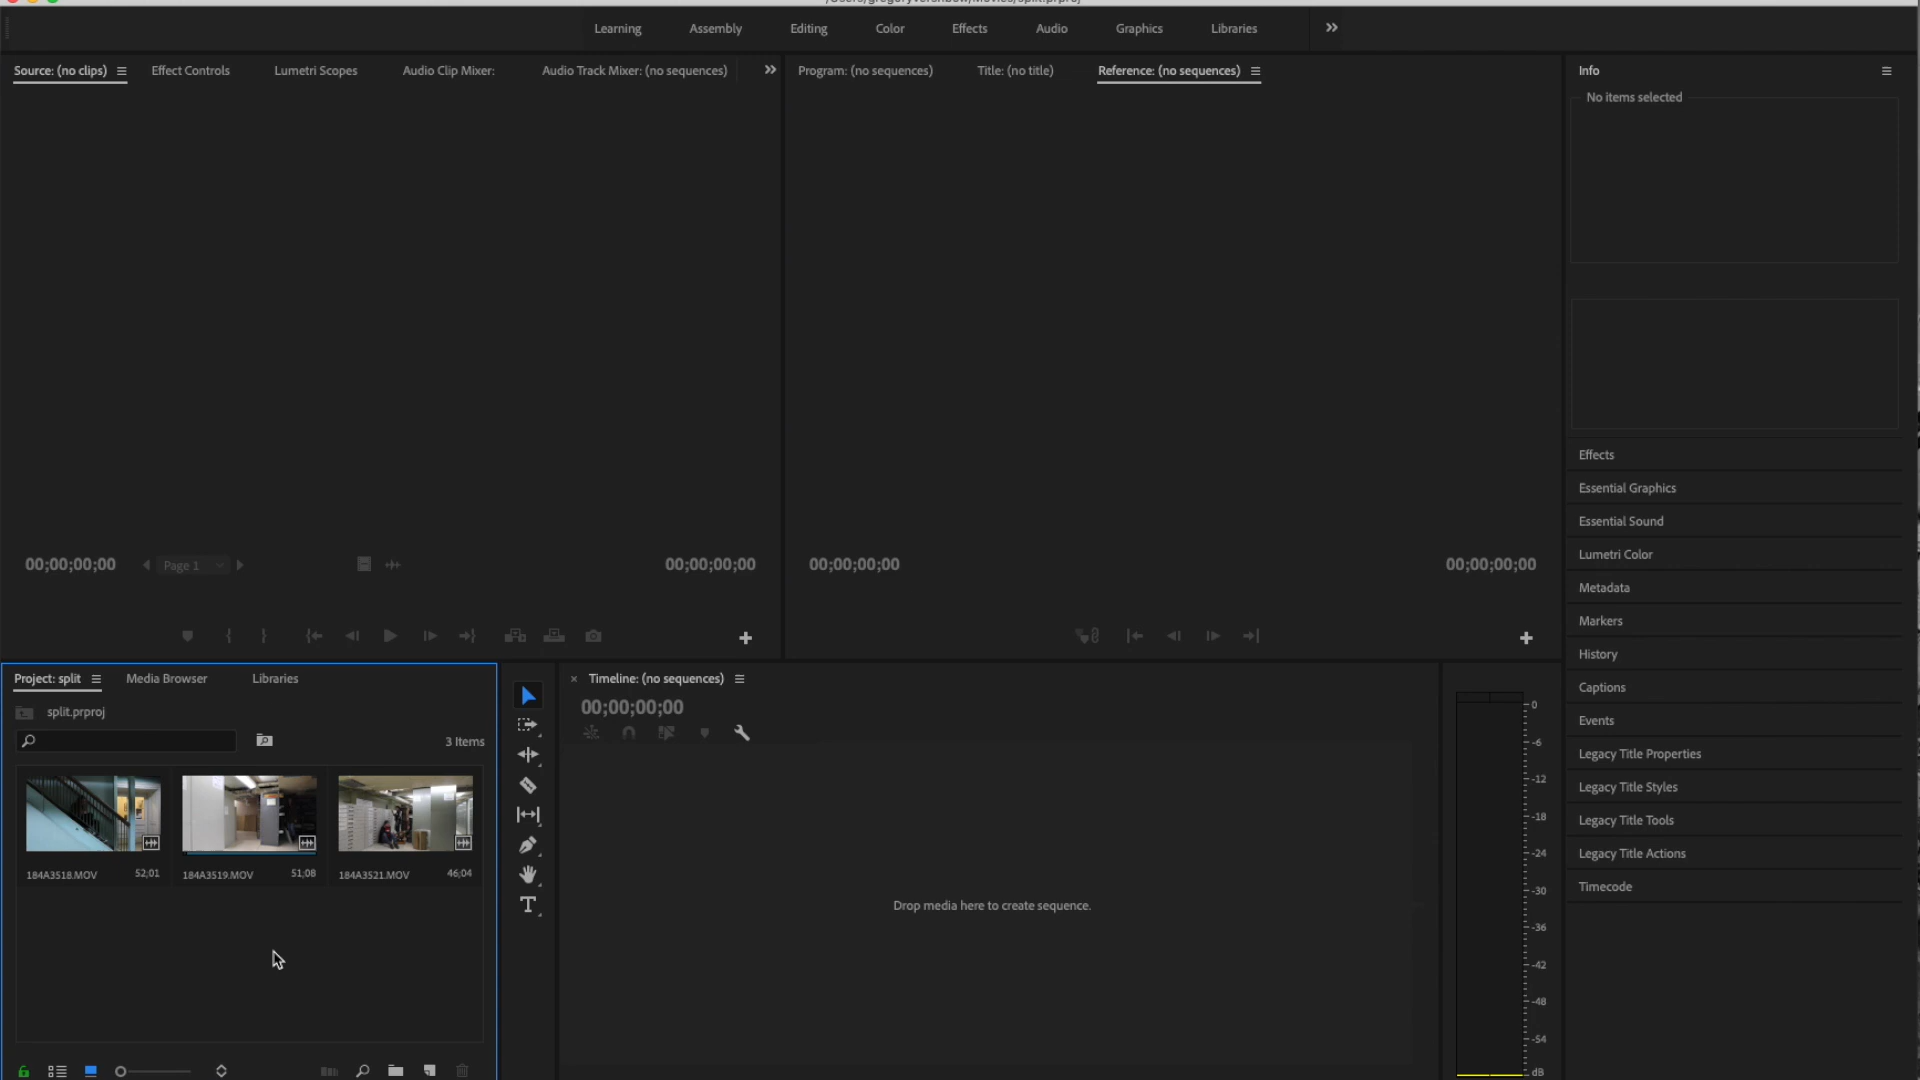 Learning Assembly Editing Color Effects Audio Graphics Libraries
Source: (no clips) Effect Controls Lumetri Scopes Audio Clip Mixer: Audio Track Mixer: (no sequences)
Program: (no sequences) Title: (no title) Reference: (no sequences)
Info
No items selected
00;00;00;00 Page 1 00;00;00;00
00;00;00;00 00;00;00;00
Effects
Essential Graphics
Essential Sound
Lumetri Color
Metadata
Markers
History
Captions
Events
Legacy Title Properties
Legacy Title Styles
Legacy Title Tools
Legacy Title Actions
Timecode
Project: split Media Browser Libraries
split.prproj
3 Items
184A3518.MOV 52;01
184A3519.MOV 51;08
184A3521.MOV 46;04
Timeline: (no sequences)
00;00;00;00
Drop media here to create sequence.
0
-6
-12
-18
-24
-30
-36
-42
-48
-54
dB